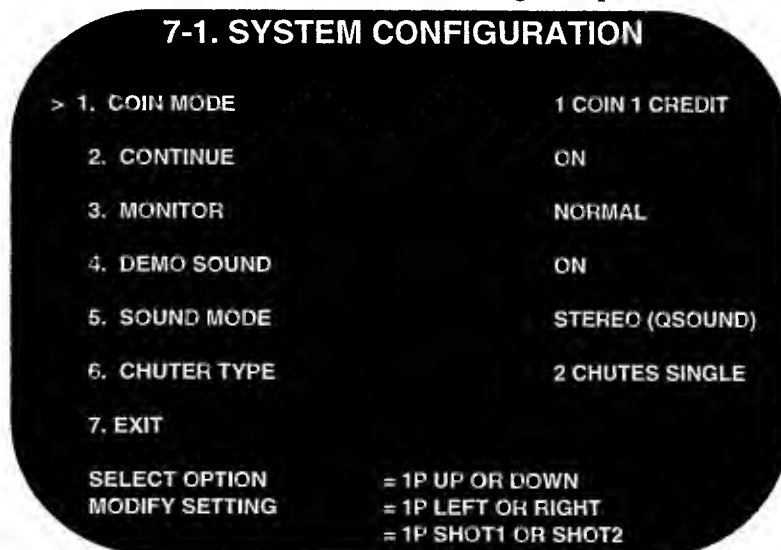 7-1. SYSTEM CONFIGURATION
> 1. COIN MODE 1 COIN 1 CREDIT
2. CONTINUE ON
3. MONITOR NORMAL
4. DEMO SOUND ON
5. SOUND MODE STEREO (QSOUND)
6. CHUTER TYPE 2 CHUTES SINGLE
7. EXIT
SELECT OPTION = 1P UP OR DOWN
MODIFY SETTING = 1P LEFT OR RIGHT
= 1P SHOT1 OR SHOT2